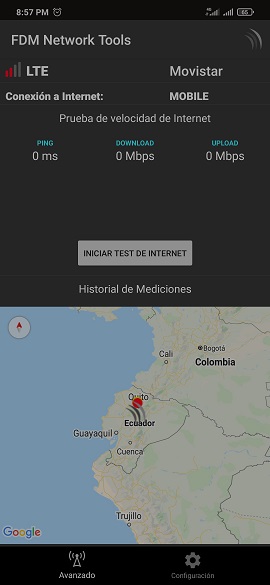 8:57 PM
65
FDM Network Tools
LTE Movistar
Conexión a Internet: MOBILE
Prueba de velocidad de Internet
PING DOWNLOAD UPLOAD
0 ms 0 Mbps 0 Mbps
INICIAR TEST DE INTERNET
Historial de Mediciones
Bogotá
Cali
Colombia
Quito
Ecuador
Guayaquil
Cuenca
Trujillo
Google
Avanzado Configuración